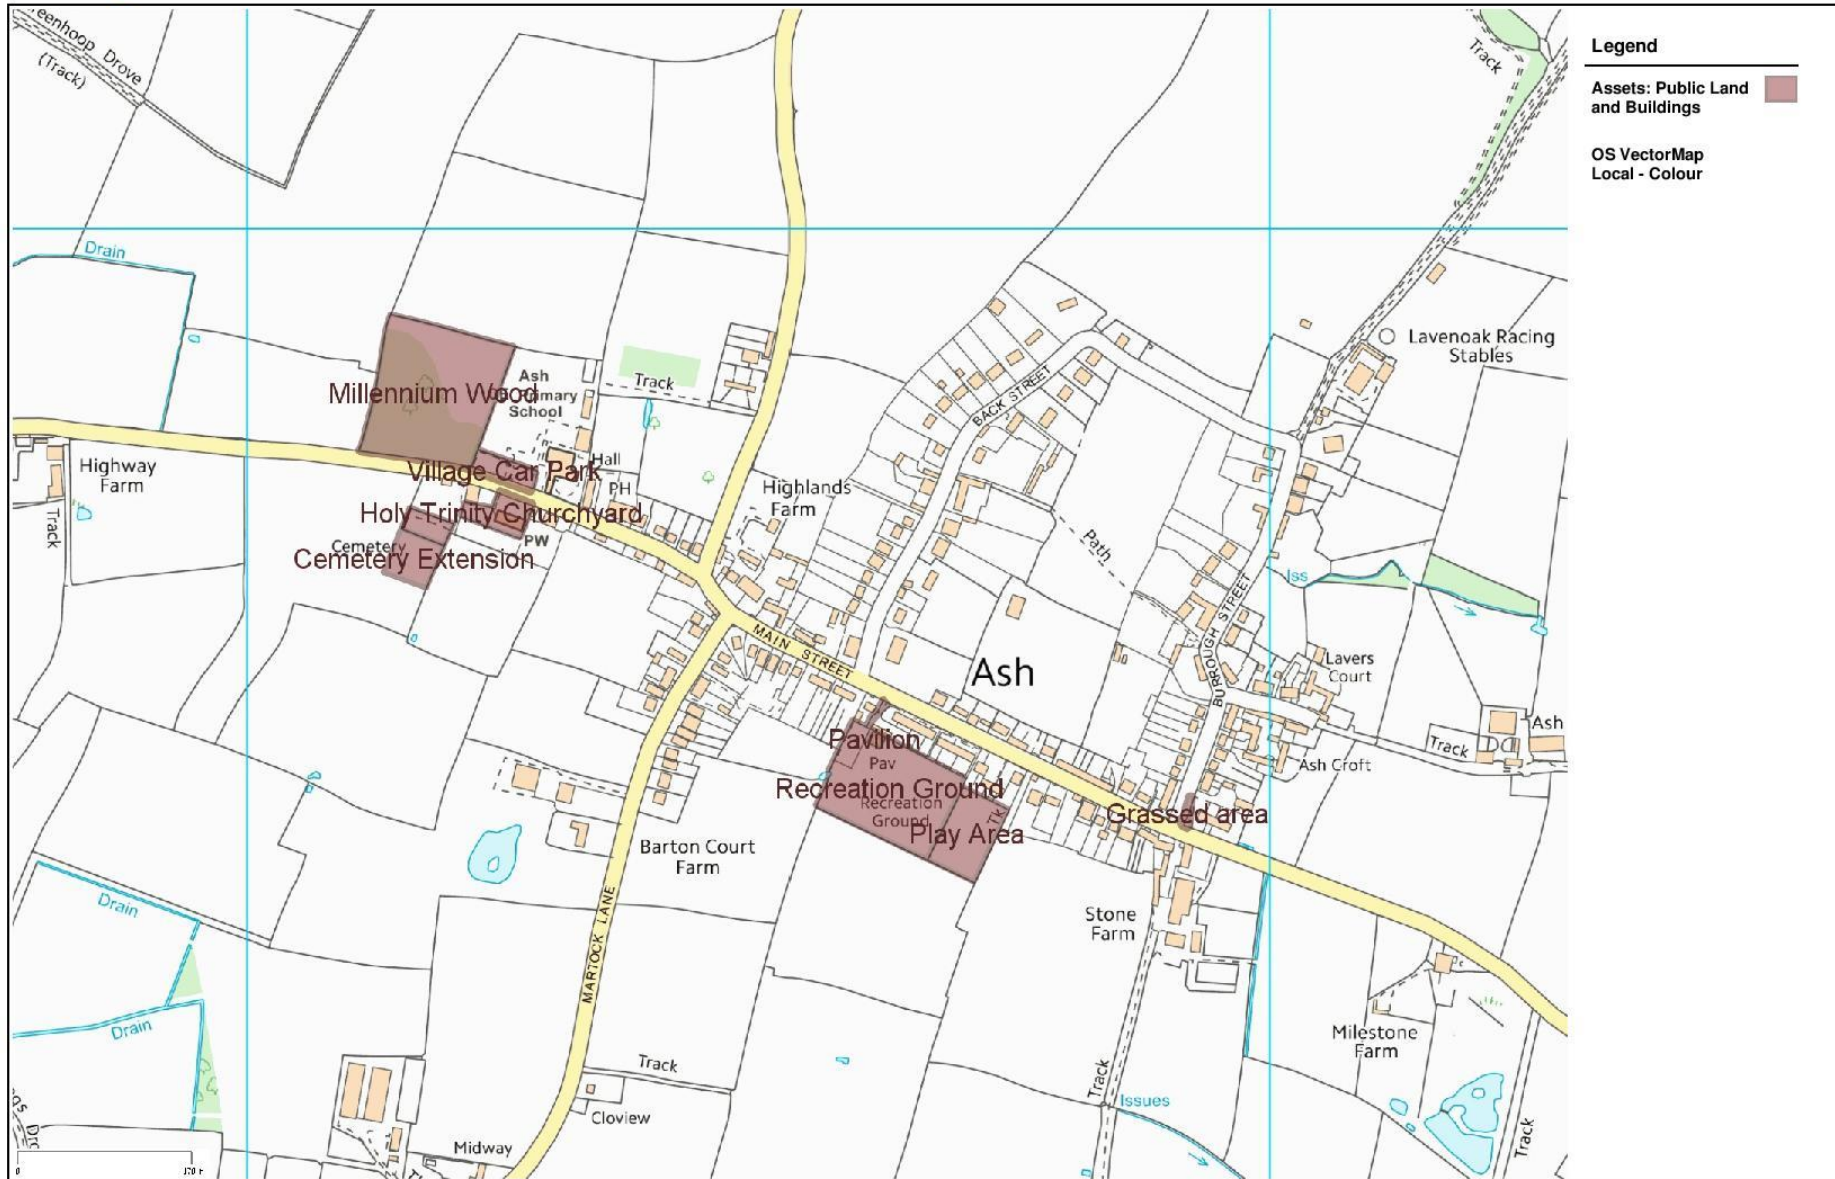 Legend
Assets: Public Land
and Buildings
OS VectorMap
Local - Colour
Drove
(Track)
Track
Drain
Lavenoak Racing
Stables
Millennium Wood
Ash
Primary
School
Track
BACK STREET
Highway
Farm
Village Car Park
Hall
PH
Highlands
Farm
Track
Holy Trinity Churchyard
PW
Cemetery
Cemetery Extension
Path
Iss
BURROUGH STREET
MAIN STREET
Ash
Lavers
Court
Pavilion
Pav
Track
Ash
Ash Croft
Recreation Ground
Recreation
Ground
Tk
Play Area
Grassed area
Barton Court
Farm
MARTOCK LANE
Drain
Stone
Farm
Drain
Milestone
Farm
Track
Track
Issues
Cloview
Midway
Track
0